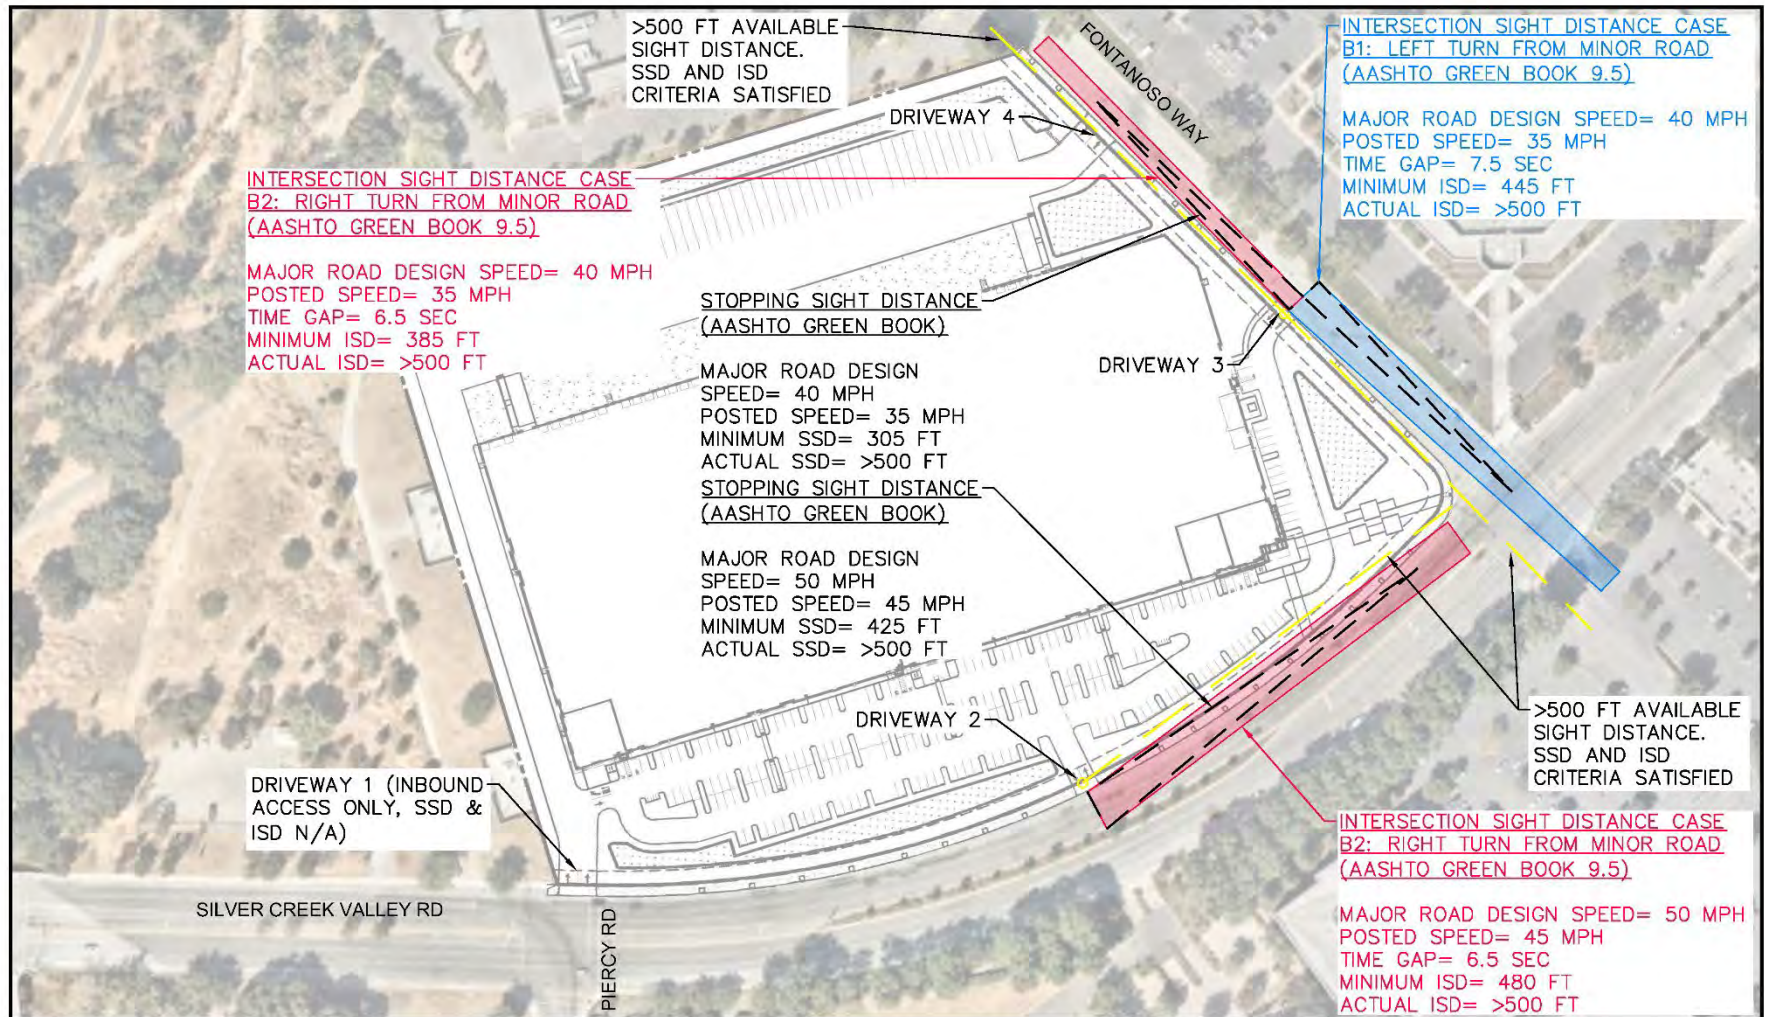 >500 FT AVAILABLE
SIGHT DISTANCE.
SSD AND ISD
CRITERIA SATISFIED
FONTANOSO WAY
DRIVEWAY 4
INTERSECTION SIGHT DISTANCE CASE
B1: LEFT TURN FROM MINOR ROAD
(AASHTO GREEN BOOK 9.5)
MAJOR ROAD DESIGN SPEED= 40 MPH
POSTED SPEED= 35 MPH
TIME GAP= 7.5 SEC
MINIMUM ISD= 445 FT
ACTUAL ISD= >500 FT
INTERSECTION SIGHT DISTANCE CASE
B2: RIGHT TURN FROM MINOR ROAD
(AASHTO GREEN BOOK 9.5)
MAJOR ROAD DESIGN SPEED= 40 MPH
POSTED SPEED= 35 MPH
TIME GAP= 6.5 SEC
MINIMUM ISD= 385 FT
ACTUAL ISD= >500 FT
STOPPING SIGHT DISTANCE
(AASHTO GREEN BOOK)
MAJOR ROAD DESIGN
SPEED= 40 MPH
POSTED SPEED= 35 MPH
MINIMUM SSD= 305 FT
ACTUAL SSD= >500 FT
DRIVEWAY 3
STOPPING SIGHT DISTANCE
(AASHTO GREEN BOOK)
MAJOR ROAD DESIGN
SPEED= 50 MPH
POSTED SPEED= 45 MPH
MINIMUM SSD= 425 FT
ACTUAL SSD= >500 FT
DRIVEWAY 2
>500 FT AVAILABLE
SIGHT DISTANCE.
SSD AND ISD
CRITERIA SATISFIED
DRIVEWAY 1 (INBOUND
ACCESS ONLY, SSD &
ISD N/A)
INTERSECTION SIGHT DISTANCE CASE
B2: RIGHT TURN FROM MINOR ROAD
(AASHTO GREEN BOOK 9.5)
MAJOR ROAD DESIGN SPEED= 50 MPH
POSTED SPEED= 45 MPH
TIME GAP= 6.5 SEC
MINIMUM ISD= 480 FT
ACTUAL ISD= >500 FT
SILVER CREEK VALLEY RD
PIERCY RD